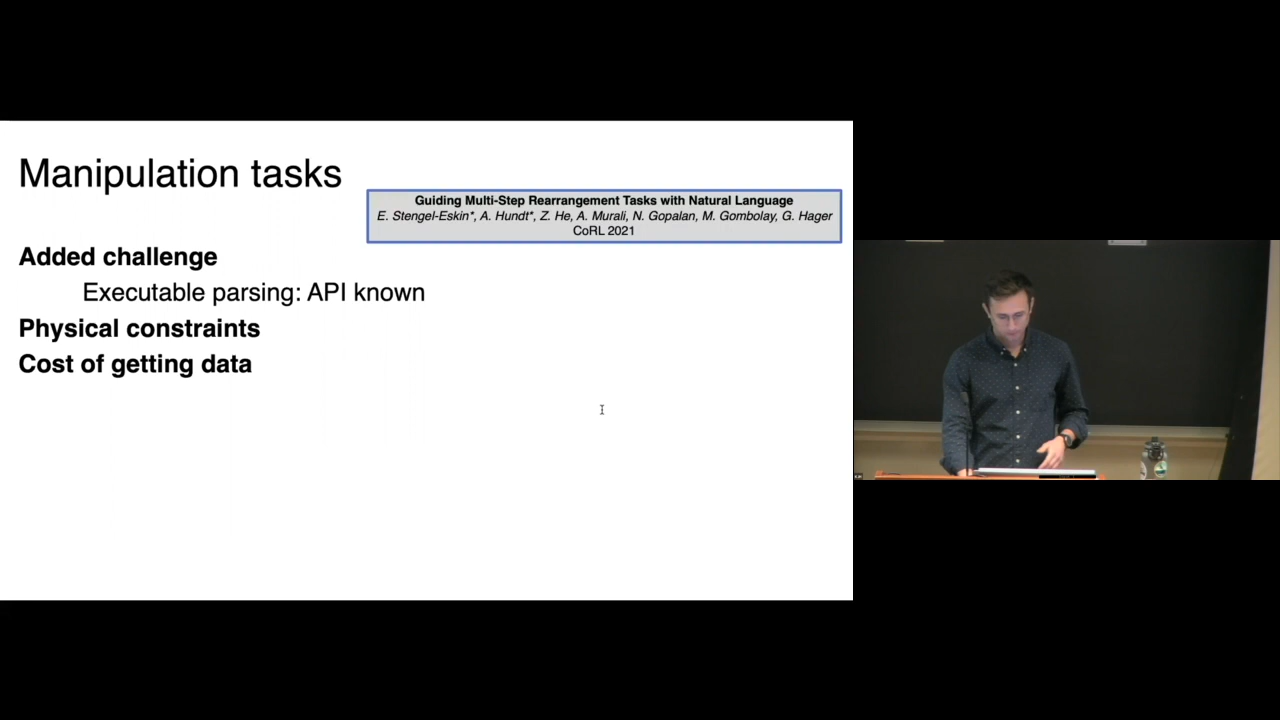 Manipulation tasks
Guiding Multi-Step Rearrangement Tasks with Natural Language
E. Stengel-Eskin*, A. Hundt*, Z. He, A. Murali, N. Gopalan, M. Gombolay, G. Hager
CoRL 2021
Added challenge
Executable parsing: API known
Physical constraints
Cost of getting data